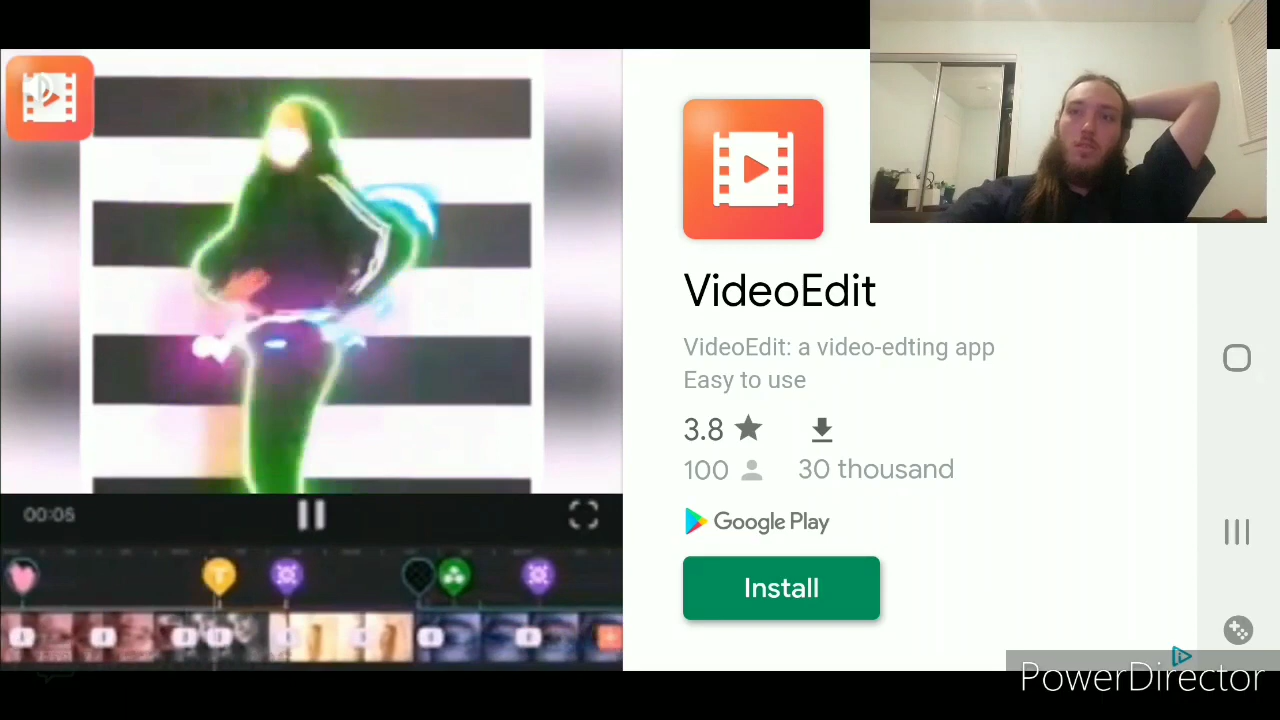 VideoEdit
VideoEdit: a video-edting app
Easy to use
3.8
100
30 thousand
Google Play
Install
00:05
PowerDirector